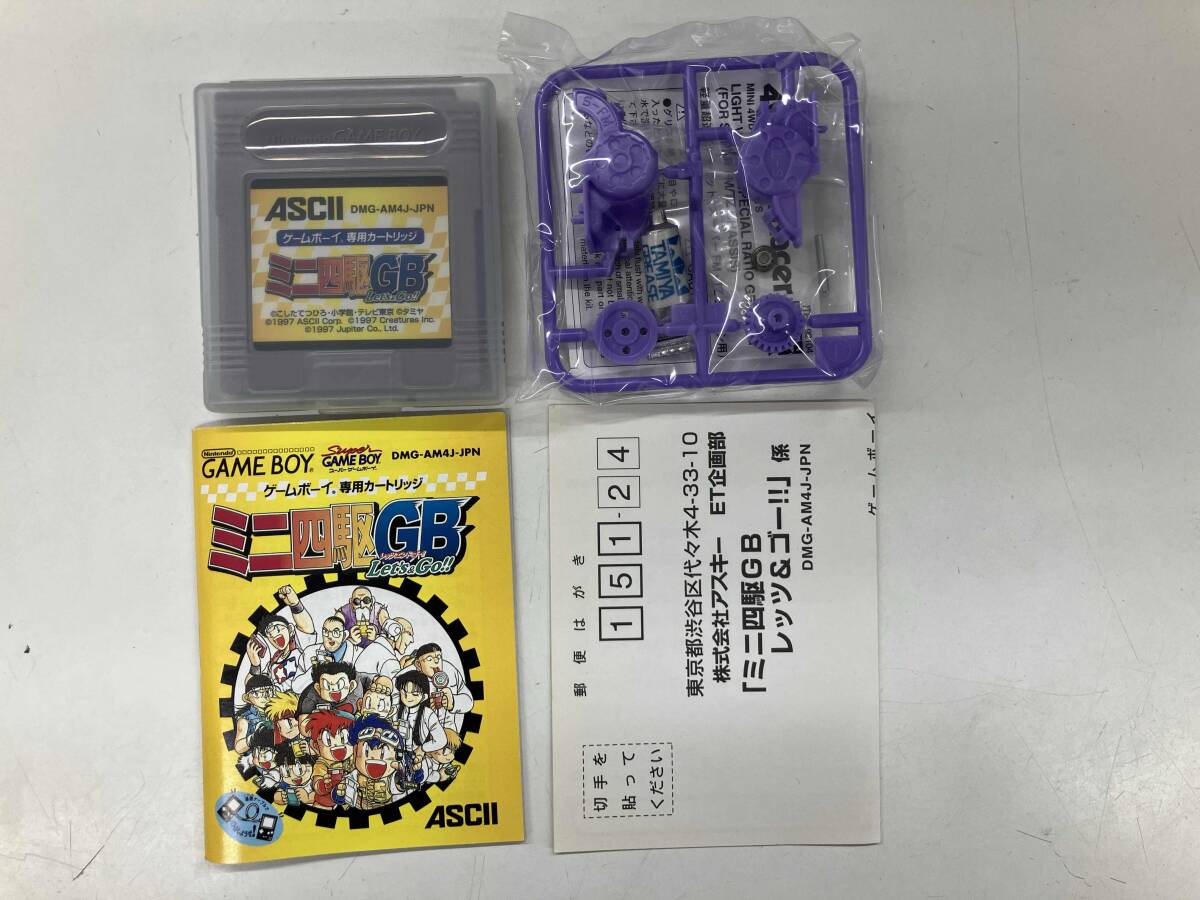 Nintendo GAME BOY
ASCII DMG-AM4J-JPN
ゲームボーイ® 専用カートリッジ
ミニ四駆GB
Let's&Go!!
©こしたてつひろ・小学館・テレビ東京 ©タミヤ
©1997 ASCII Corp. ©1997 Creatures Inc.
©1997 Jupiter Co., Ltd.
MINI 4WD
TAMIYA
GREASE
Nintendo
GAME BOY®
Super
GAME BOY
スーパーゲームボーイ
DMG-AM4J-JPN
ゲームボーイ® 専用カートリッジ
ミニ四駆GB
Let's&Go!!
ASCII
郵便はがき
151-24
東京都渋谷区代々木4-33-10
株式会社アスキー ET企画部
「ミニ四駆GB
レッツ&ゴー!!」係
DMG-AM4J-JPN
切手を
貼って
ください